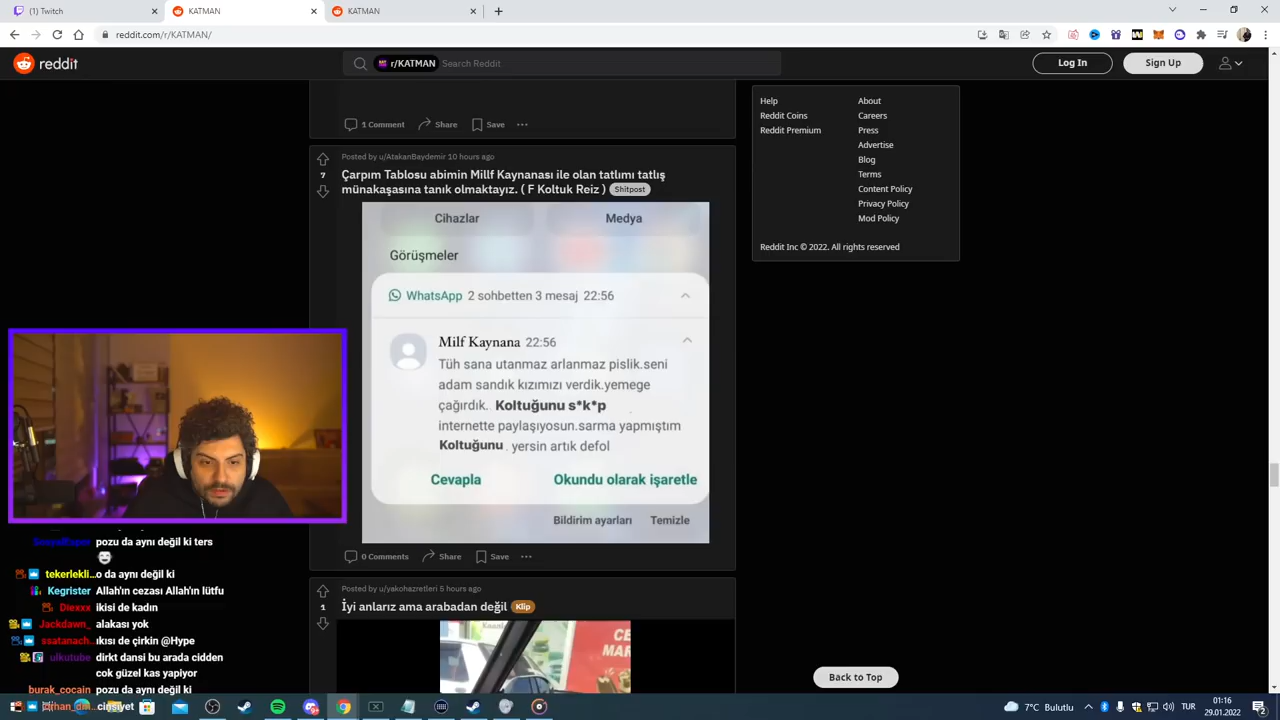 (1) Twitch
KATMAN
KATMAN
reddit.com/r/KATMAN/
reddit
r/KATMAN Search Reddit
Log In
Sign Up
1 Comment Share Save
Help
Reddit Coins
Reddit Premium
About
Careers
Press
Advertise
Blog
Terms
Content Policy
Privacy Policy
Mod Policy
Reddit Inc © 2022. All rights reserved
Posted by u/AtakanBaydemir 10 hours ago
7
Çarpım Tablosu abimin Millf Kaynanası ile olan tatlımı tatlış
münakaşasına tanık olmaktayız. ( F Koltuk Reiz ) Shitpost
Cihazlar Medya
Görüşmeler
WhatsApp 2 sohbetten 3 mesaj 22:56
Milf Kaynana 22:56
Tüh sana utanmaz arlanmaz pislik.seni
adam sandik kızımızı verdik.yemege
çağırdik. Koltuğunu s*k*p
internette paylaşıyosun.sarma yapmıştım
Koltuğunu . yersin artık defol
Cevapla Okundu olarak işaretle
Bildirim ayarları Temizle
0 Comments Share Save
Posted by u/yakohazretleri 5 hours ago
1
İyi anlarız ama arabadan değil Klip
pozu da aynı değil ki ters
tekerlekli... o da aynı değil ki
Kegrister Allah'ın cezası Allah'ın lütfu
Dlexxx ikisi de kadın
Jackdawn_ alakası yok
ssatanach... ıkısı de çirkin @Hype
ulkutube dirkt dansi bu arada cidden
cok güzel kas yapiyor
burak_cocain pozu da aynı değil ki
cinsiyet
Back to Top
7°C Bulutlu
TUR
01:16
29.01.2022
2